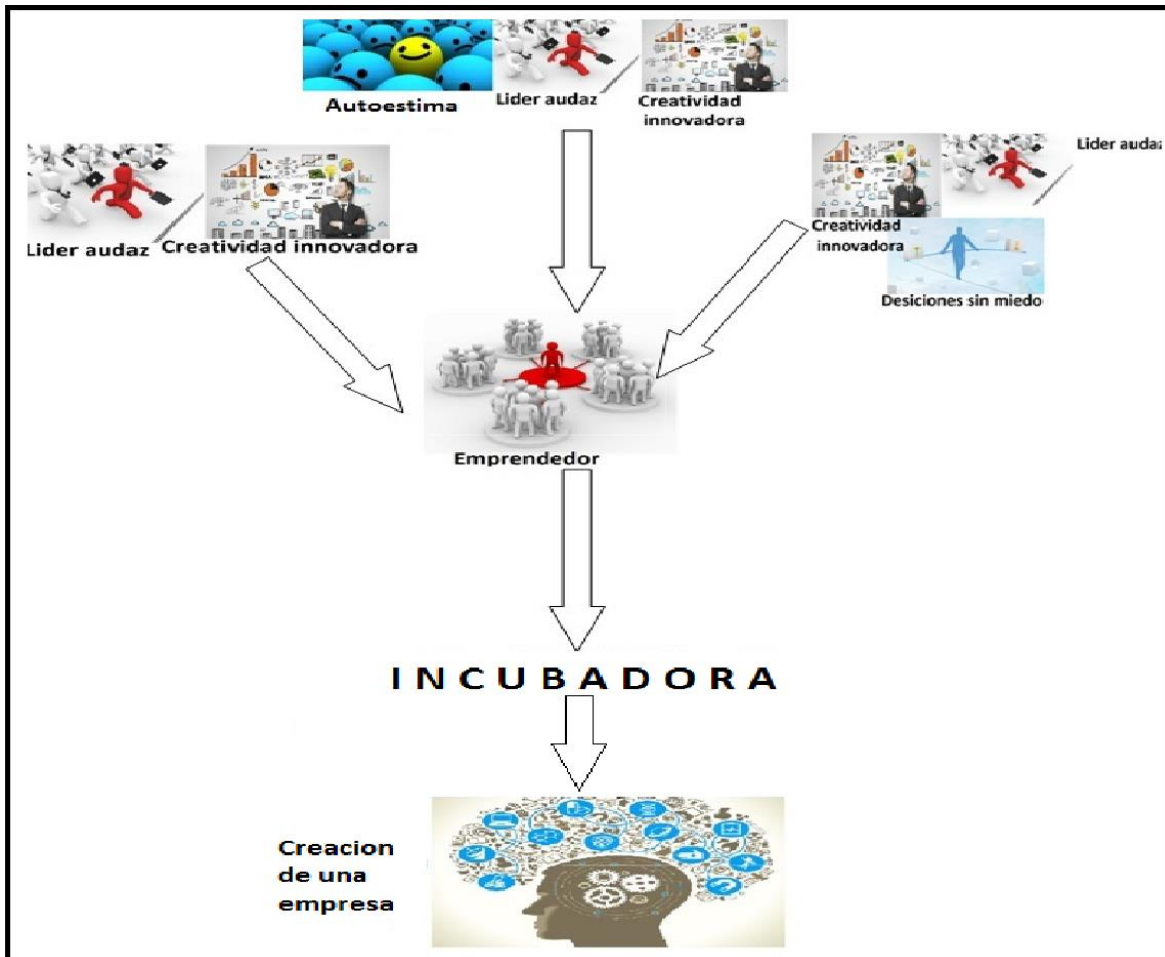 Autoestima
Lider audaz
Creatividad
innovadora
Lider audaz
Creatividad innovadora
Lider audaz
Creatividad
innovadora
Desiciones sin miedo
Emprendedor
INCUBADORA
Creacion
de una
empresa